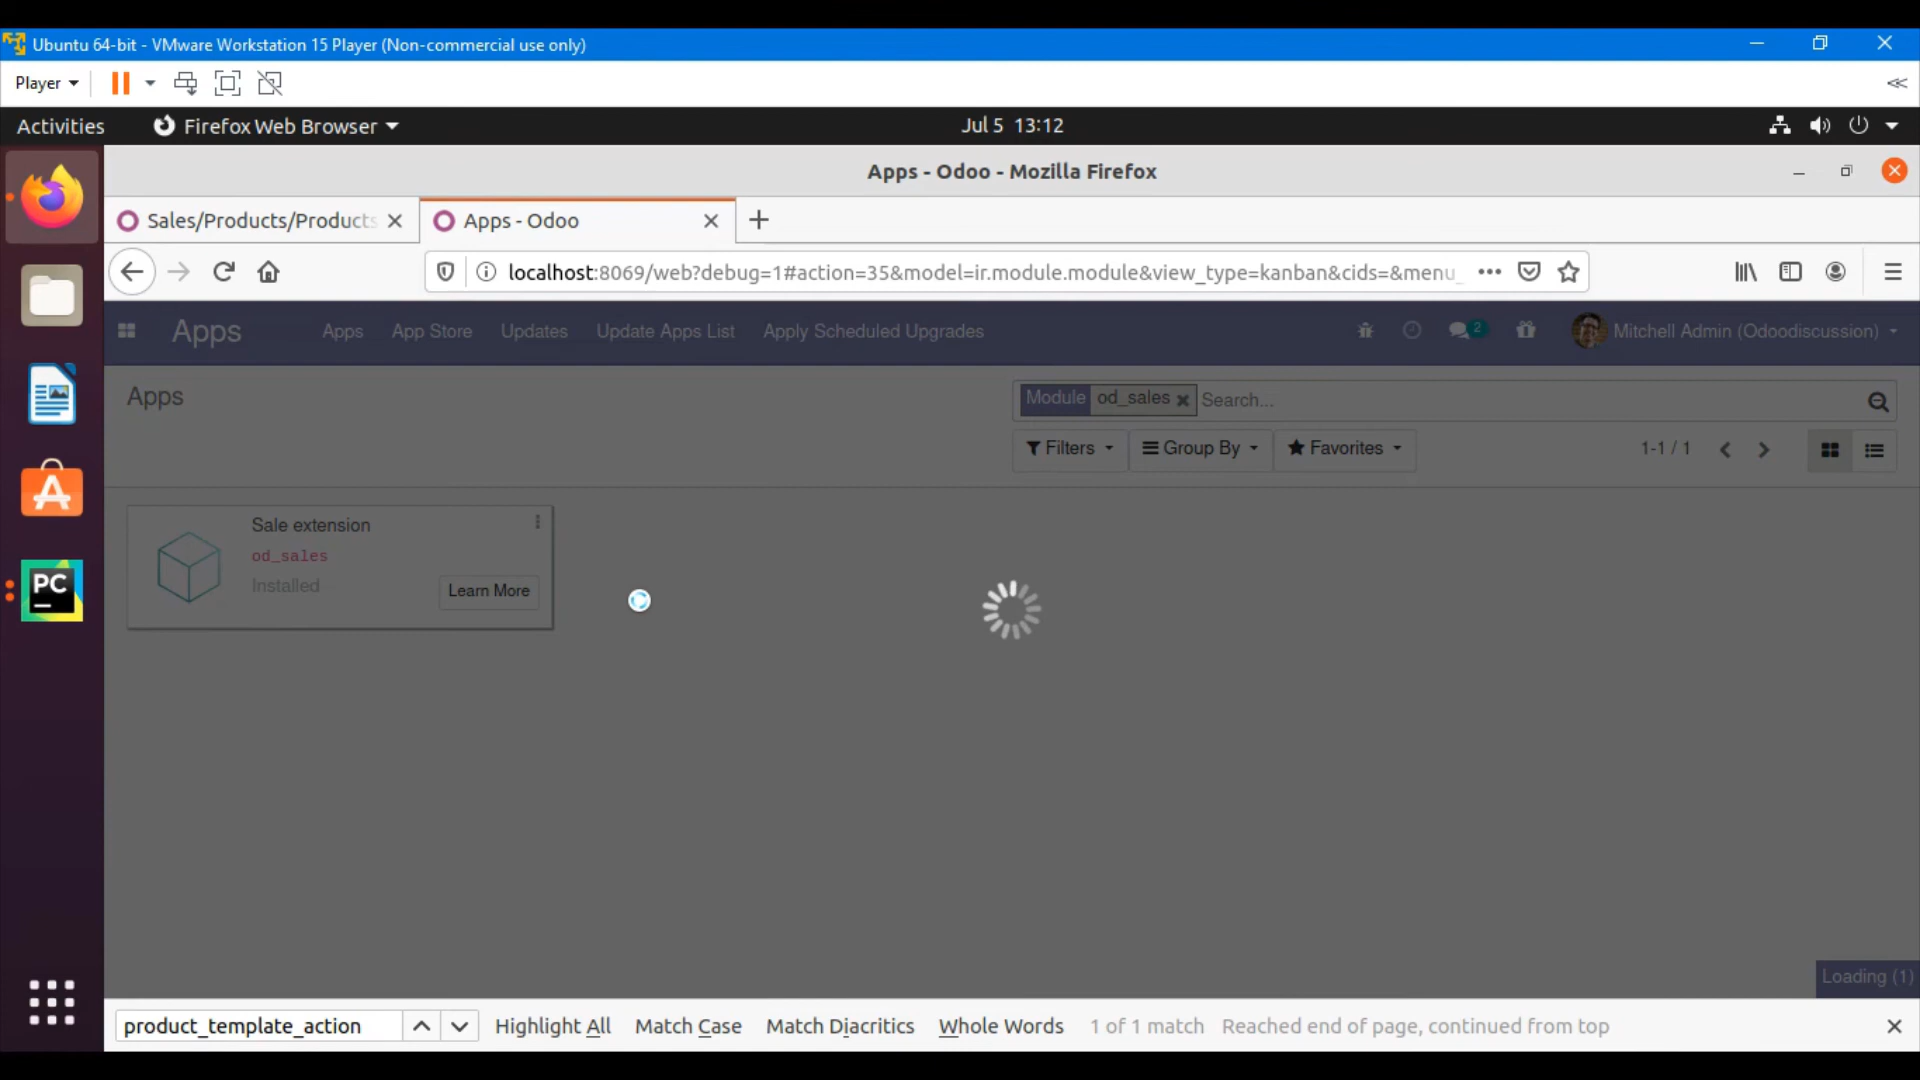 Ubuntu 64-bit - VMware Workstation 15 Player (Non-commercial use only)
Player
Activities
Firefox Web Browser
Jul 5 13:12
Apps - Odoo - Mozilla Firefox
Sales/Products/Products
Apps - Odoo
localhost:8069/web?debug=1#action=35&model=ir.module.module&view_type=kanban&cids=&menu_
Apps
Apps
App Store
Updates
Update Apps List
Apply Scheduled Upgrades
2
Mitchell Admin (Odoodiscussion)
Apps
Module
od_sales
Search...
Filters
Group By
Favorites
1-1 / 1
Sale extension
od_sales
Installed
Learn More
PC
Loading (1)
product_template_action
Highlight All
Match Case
Match Diacritics
Whole Words
1 of 1 match
Reached end of page, continued from top